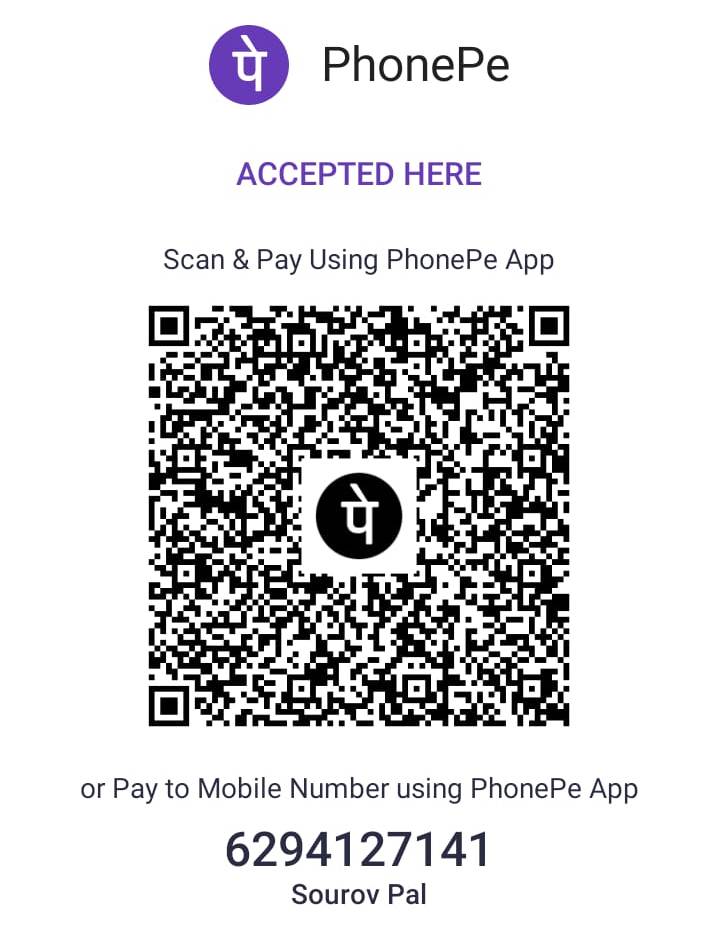 पे PhonePe
ACCEPTED HERE
Scan & Pay Using PhonePe App
पे
or Pay to Mobile Number using PhonePe App
6294127141
Sourov Pal